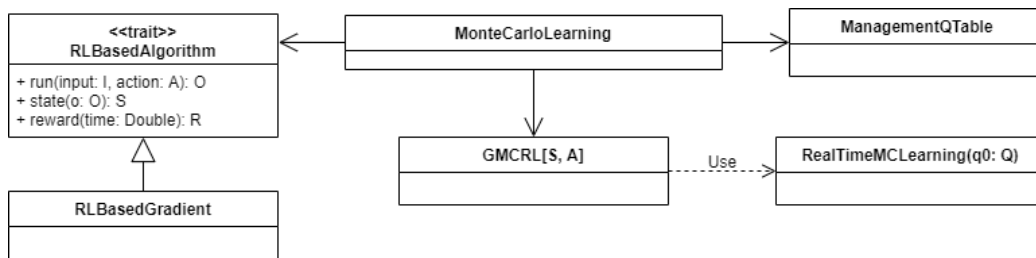 <<trait>>
RLBasedAlgorithm
+ run(input: I, action: A): O
+ state(o: O): S
+ reward(time: Double): R
MonteCarloLearning
ManagementQTable
GMCRL[S, A]
Use
RealTimeMCLearning(q0: Q)
RLBasedGradient